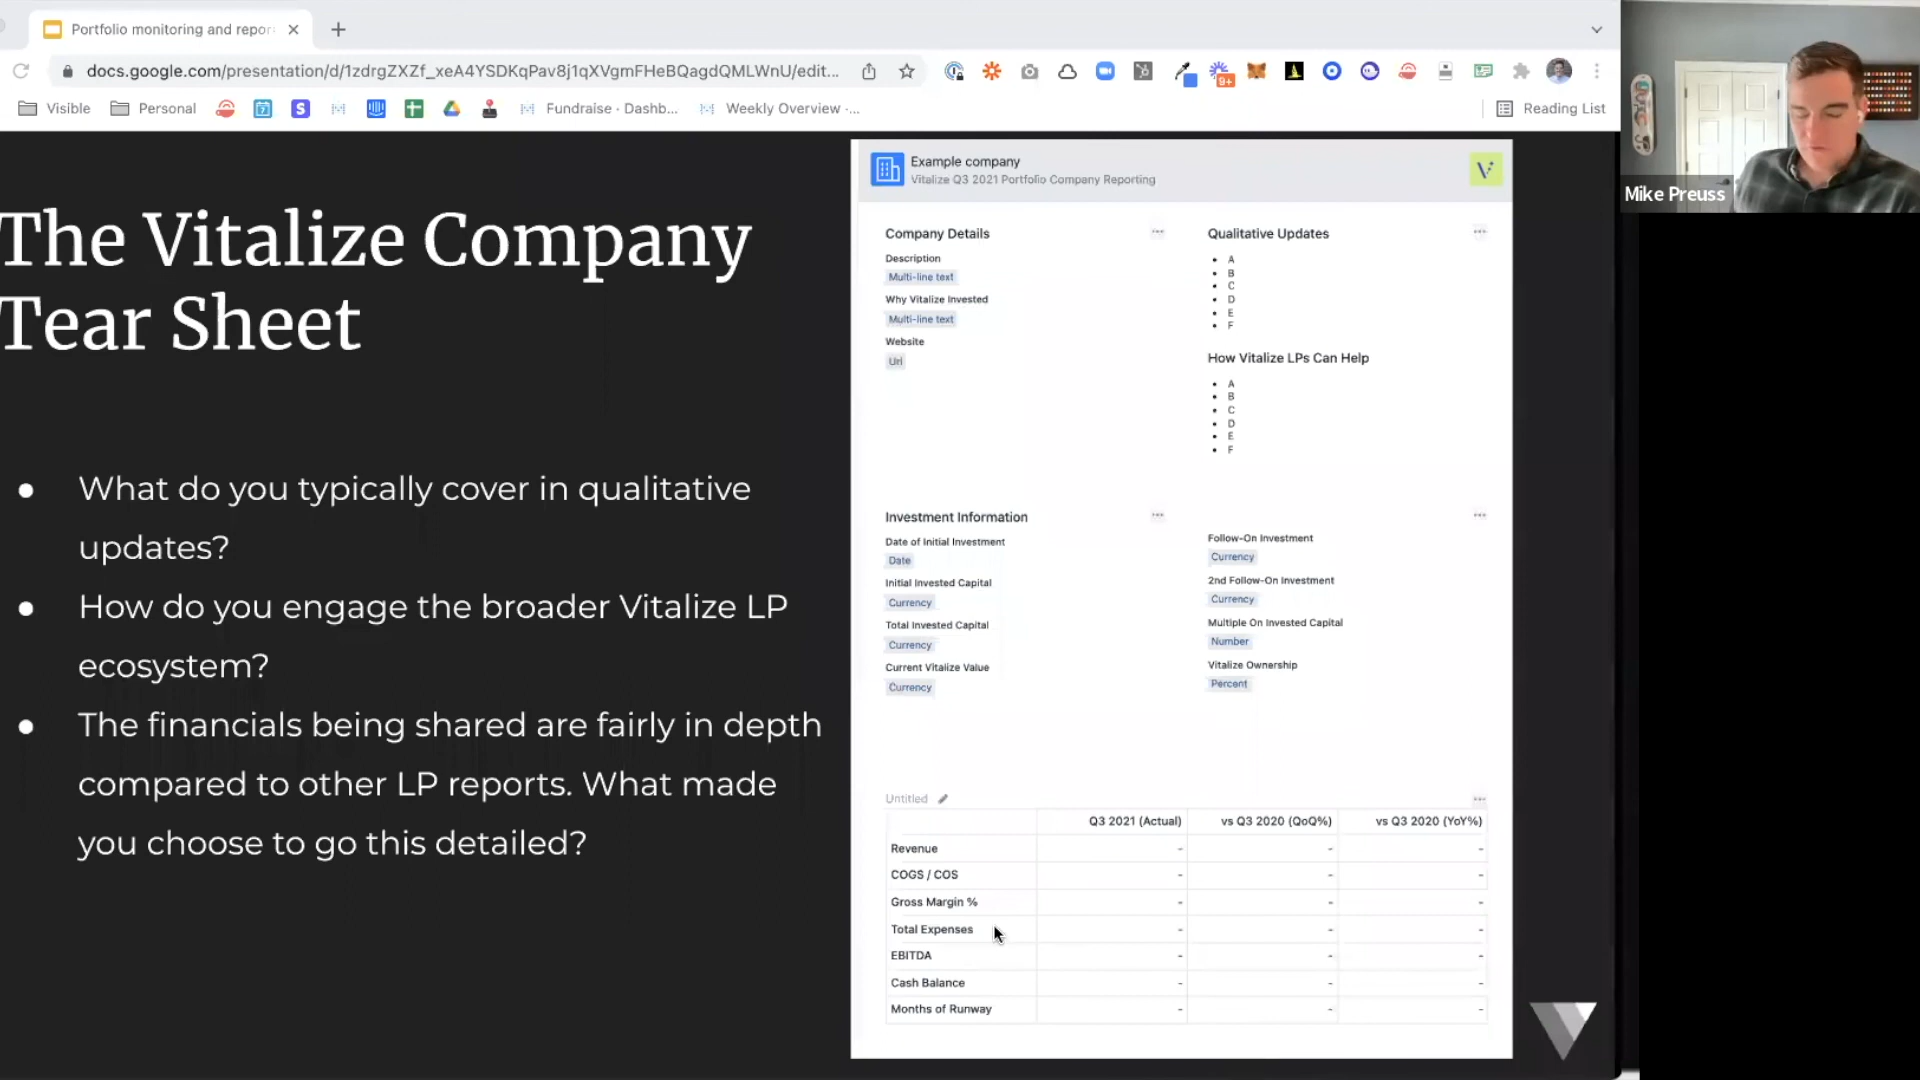 Portfolio monitoring and repor
docs.google.com/presentation/d/1zdrgZXZf_xeA4YSDKqPav8j1qXVgmFHeBQagdQMLWnU/edit...
9+
Visible
Personal
7
S
Fundraise · Dashb...
Weekly Overview ·...
Reading List
Mike Preuss
The Vitalize Company
Tear Sheet
• What do you typically cover in qualitative
updates?
• How do you engage the broader Vitalize LP
ecosystem?
• The financials being shared are fairly in depth
compared to other LP reports. What made
you choose to go this detailed?
Example company
Vitalize Q3 2021 Portfolio Company Reporting
V
Company Details
Description
Multi-line text
Why Vitalize Invested
Multi-line text
Website
Url
Qualitative Updates
• A
• B
• C
• D
• E
• F
How Vitalize LPs Can Help
• A
• B
• C
• D
• E
• F
Investment Information
Date of Initial Investment
Date
Initial Invested Capital
Currency
Total Invested Capital
Currency
Current Vitalize Value
Currency
Follow-On Investment
Currency
2nd Follow-On Investment
Currency
Multiple On Invested Capital
Number
Vitalize Ownership
Percent
Untitled
Q3 2021 (Actual) vs Q3 2020 (QoQ%) vs Q3 2020 (YoY%)
Revenue - - -
COGS / COS - - -
Gross Margin % - - -
Total Expenses - - -
EBITDA - - -
Cash Balance - - -
Months of Runway - - -